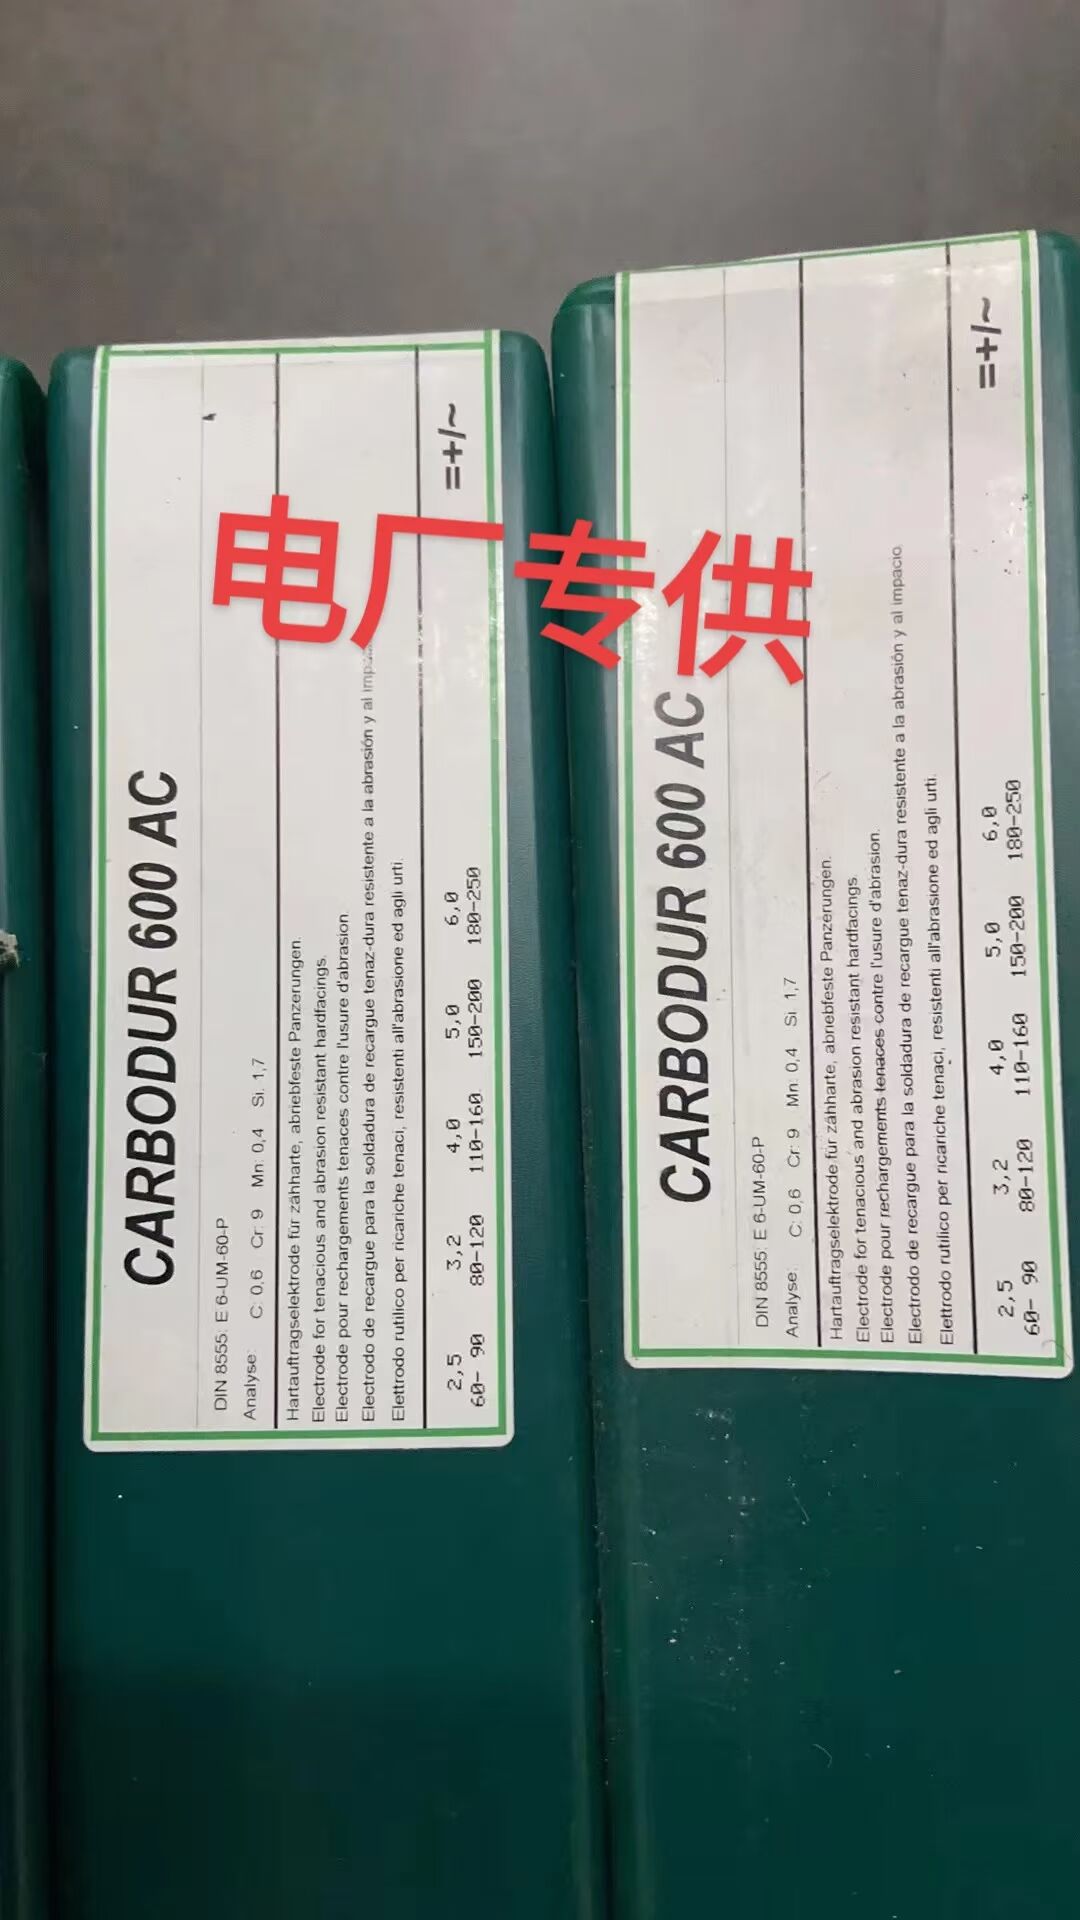 电厂专供
CARBODUR 600 AC
DIN 8555: E 6-UM-60-P
Analyse: C: 0,6 Cr: 9 Mn: 0,4 Si: 1,7
Hartauftragselektrode für zähharte, abriebfeste Panzerungen.
Electrode for tenacious and abrasion resistant hardfacings.
Electrode pour rechargements tenaces contre l'usure d'abrasion.
Electrodo de recargue para la soldadura de recargue tenaz-dura resistente a la abrasión y al
Elettrodo rutilico per ricariche tenaci, resistenti all'abrasione ed agli urti.
2,5 3,2 4,0 5,0 6,0
60- 90 80-120 110-160 150-200 180-250 =+/~
CARBODUR 600 AC
DIN 8555: E 6-UM-60-P
Analyse: C: 0,6 Cr: 9 Mn: 0,4 Si: 1,7
Hartauftragselektrode für zähharte, abriebfeste Panzerungen.
Electrode for tenacious and abrasion resistant hardfacings.
Electrode pour rechargements tenaces contre l'usure d'abrasion.
Electrodo de recargue para la soldadura de recargue tenaz-dura resistente a la abrasión y al impacio.
Elettrodo rutilico per ricariche tenaci, resistenti all'abrasione ed agli urti.
2,5 3,2 4,0 5,0 6,0
60- 90 80-120 110-160 150-200 180-250 =+/~